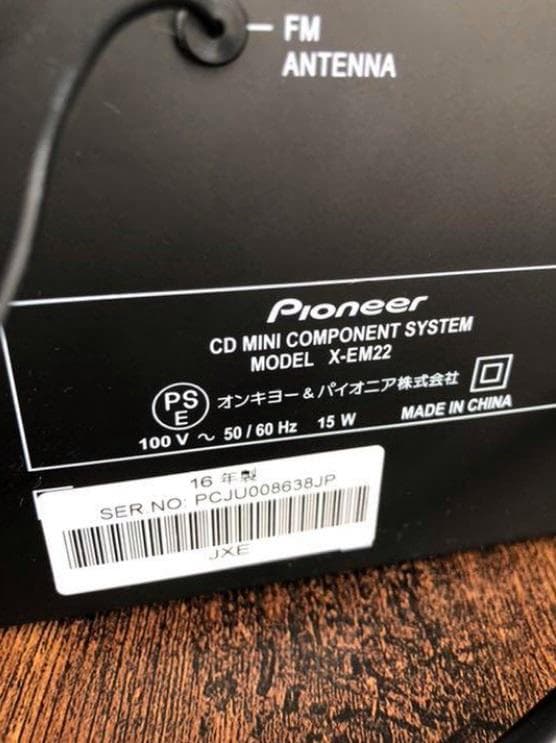 FM
ANTENNA
Pioneer
CD MINI COMPONENT SYSTEM
MODEL X-EM22
PS
E
オンキヨー&パイオニア株式会社
100 V ～ 50/60 Hz 15 W
MADE IN CHINA
16 年製
SER.NO: PCJU008638JP
JXE